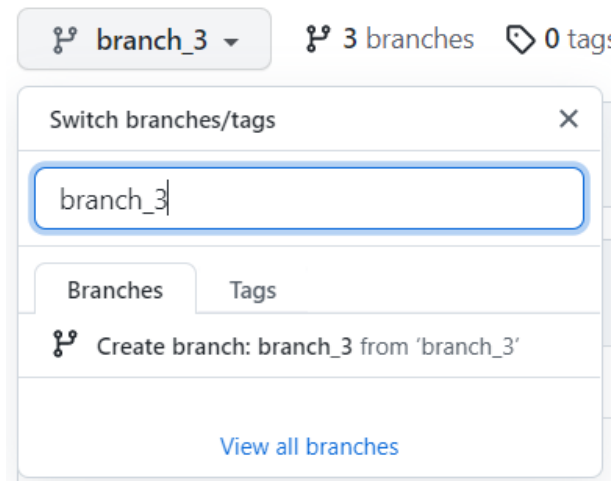 branch_3 3 branches 0 tags
Switch branches/tags
branch_3
Branches Tags
Create branch: branch_3 from 'branch_3'
View all branches